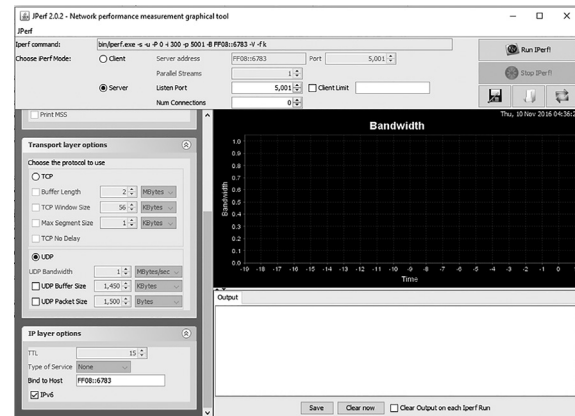 JPerf 2.0.2 - Network performance measurement graphical tool
JPerf
Iperf command: bin/iperf.exe -s -u -P 0 -i 300 -p 5001 -B FF08::6783 -V -f k
Choose iPerf Mode: Client Server address FF08::6783 Port 5,001
Parallel Streams 1
Server Listen Port 5,001 Client Limit
Num Connections 0
Run IPerf!
Stop IPerf!
Print MSS
Transport layer options
Choose the protocol to use
TCP
Buffer Length 2 MBytes
TCP Window Size 56 KBytes
Max Segment Size 1 KBytes
TCP No Delay
UDP
UDP Bandwidth 1 MBytes/sec
UDP Buffer Size 1,450 KBytes
UDP Packet Size 1,500 Bytes
IP layer options
TTL 15
Type of Service None
Bind to Host FF08::6783
IPv6
Thu, 10 Nov 2016 04:36:2
Bandwidth
1.0
0.9
0.8
0.7
0.6
0.5
0.4
0.3
0.2
0.1
0.0
Bandwidth
-19 -18 -17 -16 -15 -14 -13 -12 -11 -10 -9 -8 -7 -6 -5 -4 -3 -2 -1 0
Time
Output
Save Clear now Clear Output on each Iperf Run